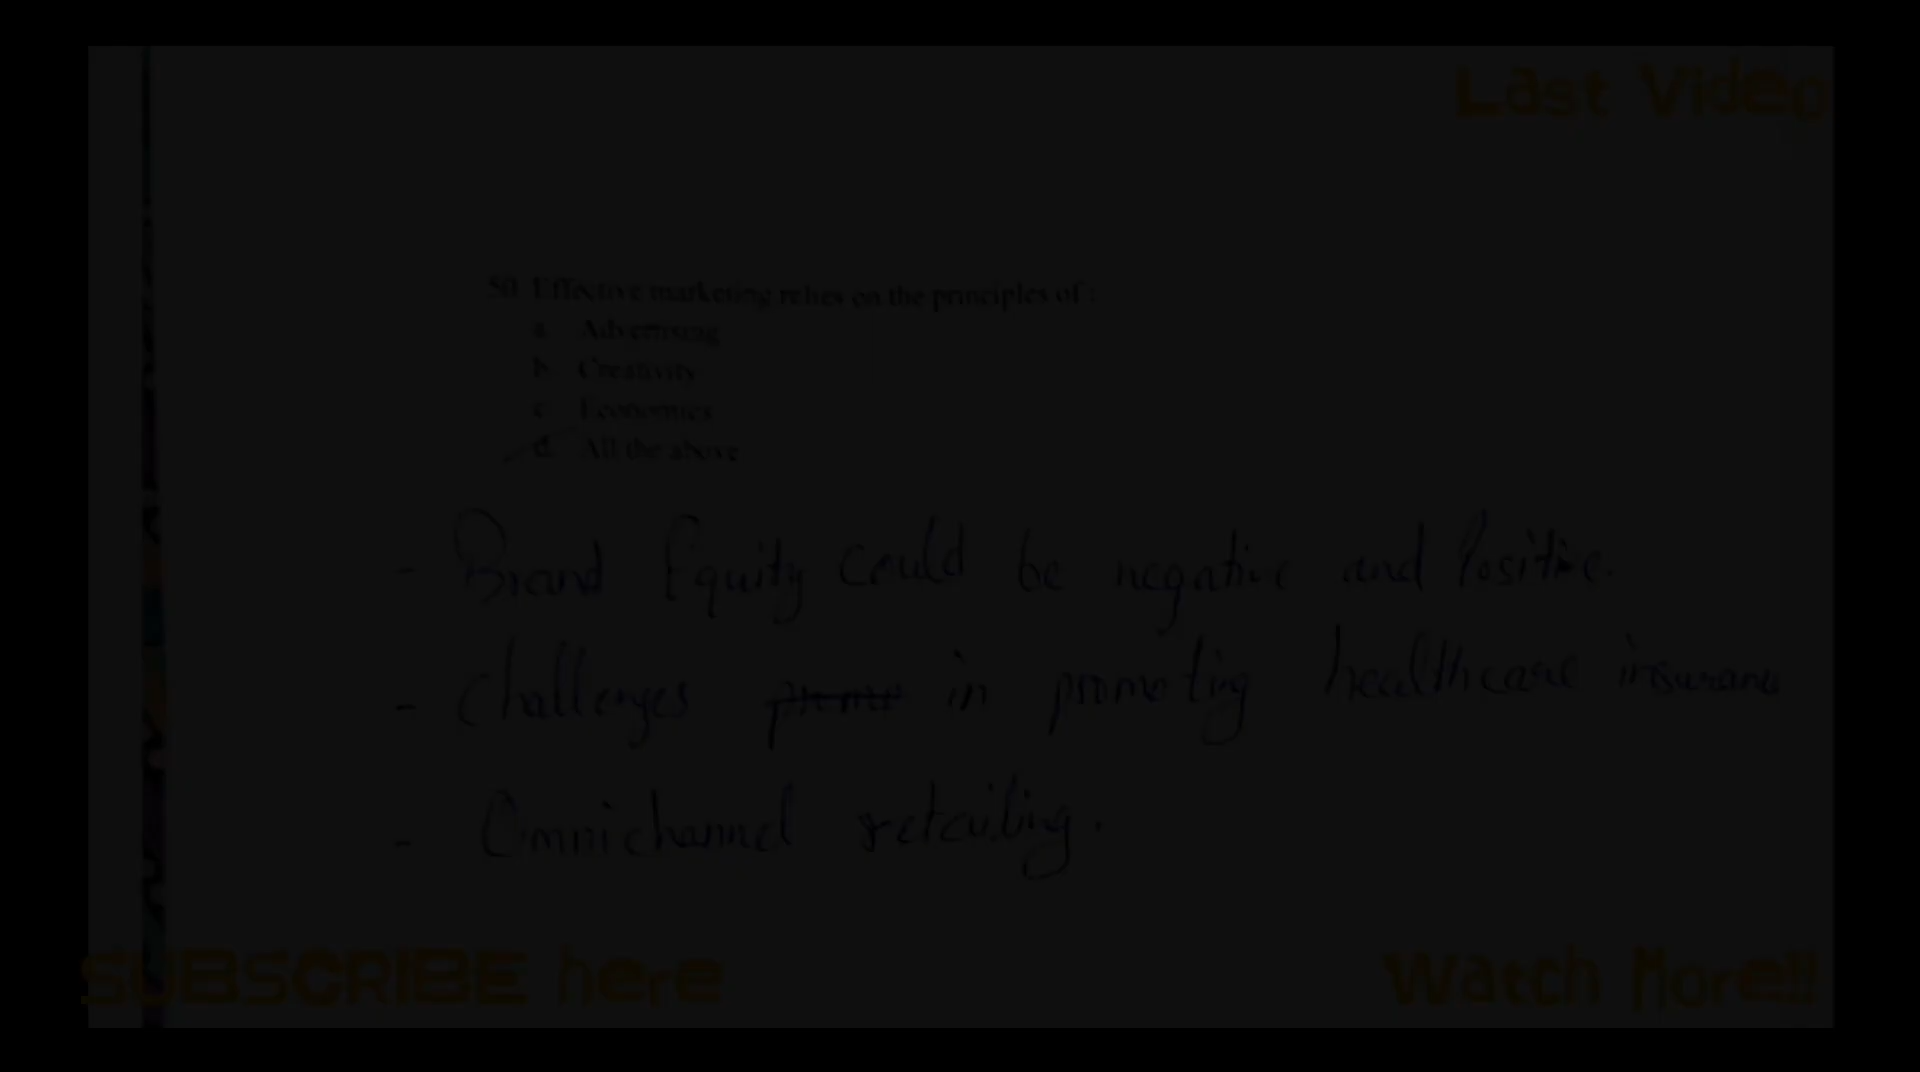 Last Video
50. Effective marketing relies on the principles of :
a. Advertising
b. Creativity
c. Economics
d. All the above
- Brand Equity could be negative and Positive.
- Challenges promo in promoting healthcare insurance
- Omnichannel retailing.
SUBSCRIBE here
Watch More!!